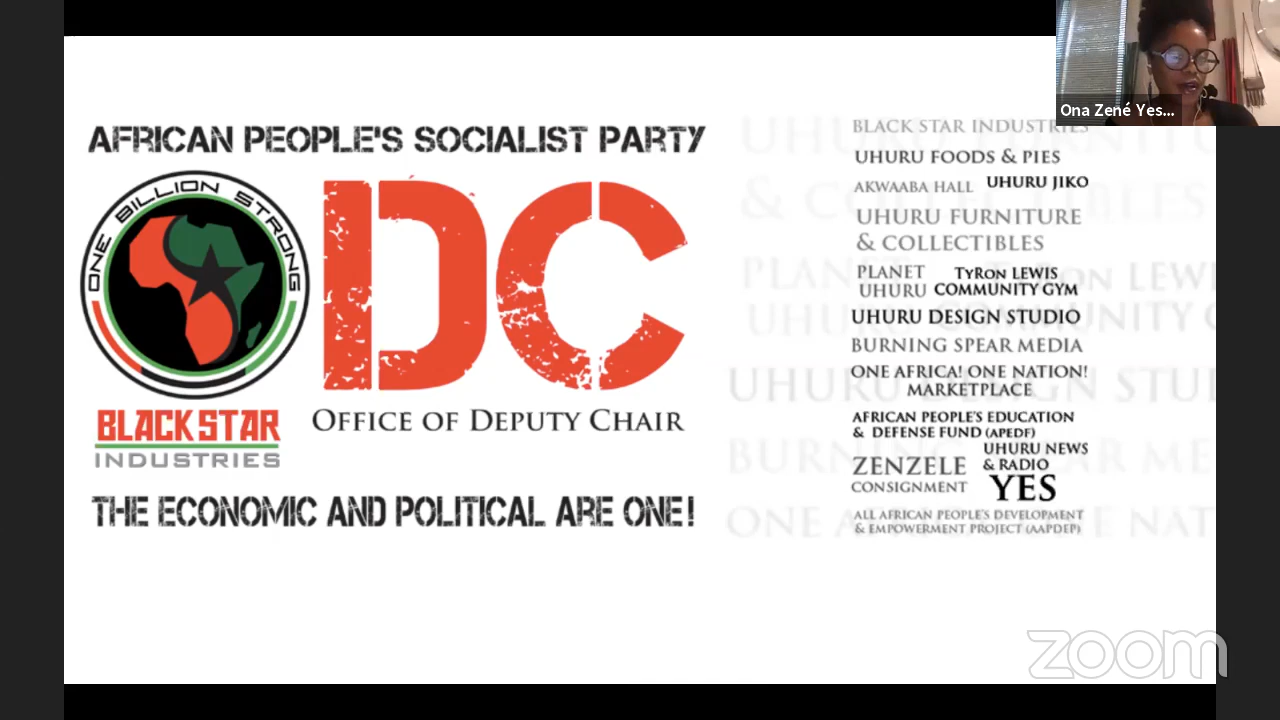 Ona Zené Yes...
AFRICAN PEOPLE'S SOCIALIST PARTY
ONE BILLION STRONG
DC
BLACK STAR
INDUSTRIES
OFFICE OF DEPUTY CHAIR
THE ECONOMIC AND POLITICAL ARE ONE!
BLACK STAR INDUSTRIES
UHURU FOODS & PIES
AKWAABA HALL UHURU JIKO
UHURU FURNITURE
& COLLECTIBLES
PLANET
UHURU
TYRON LEWIS
COMMUNITY GYM
UHURU DESIGN STUDIO
BURNING SPEAR MEDIA
ONE AFRICA! ONE NATION!
MARKETPLACE
AFRICAN PEOPLE'S EDUCATION
& DEFENSE FUND (APEDF)
UHURU NEWS
& RADIO
ZENZELE
CONSIGNMENT
YES
ALL AFRICAN PEOPLE'S DEVELOPMENT
& EMPOWERMENT PROJECT (AAPDEP)
zoom